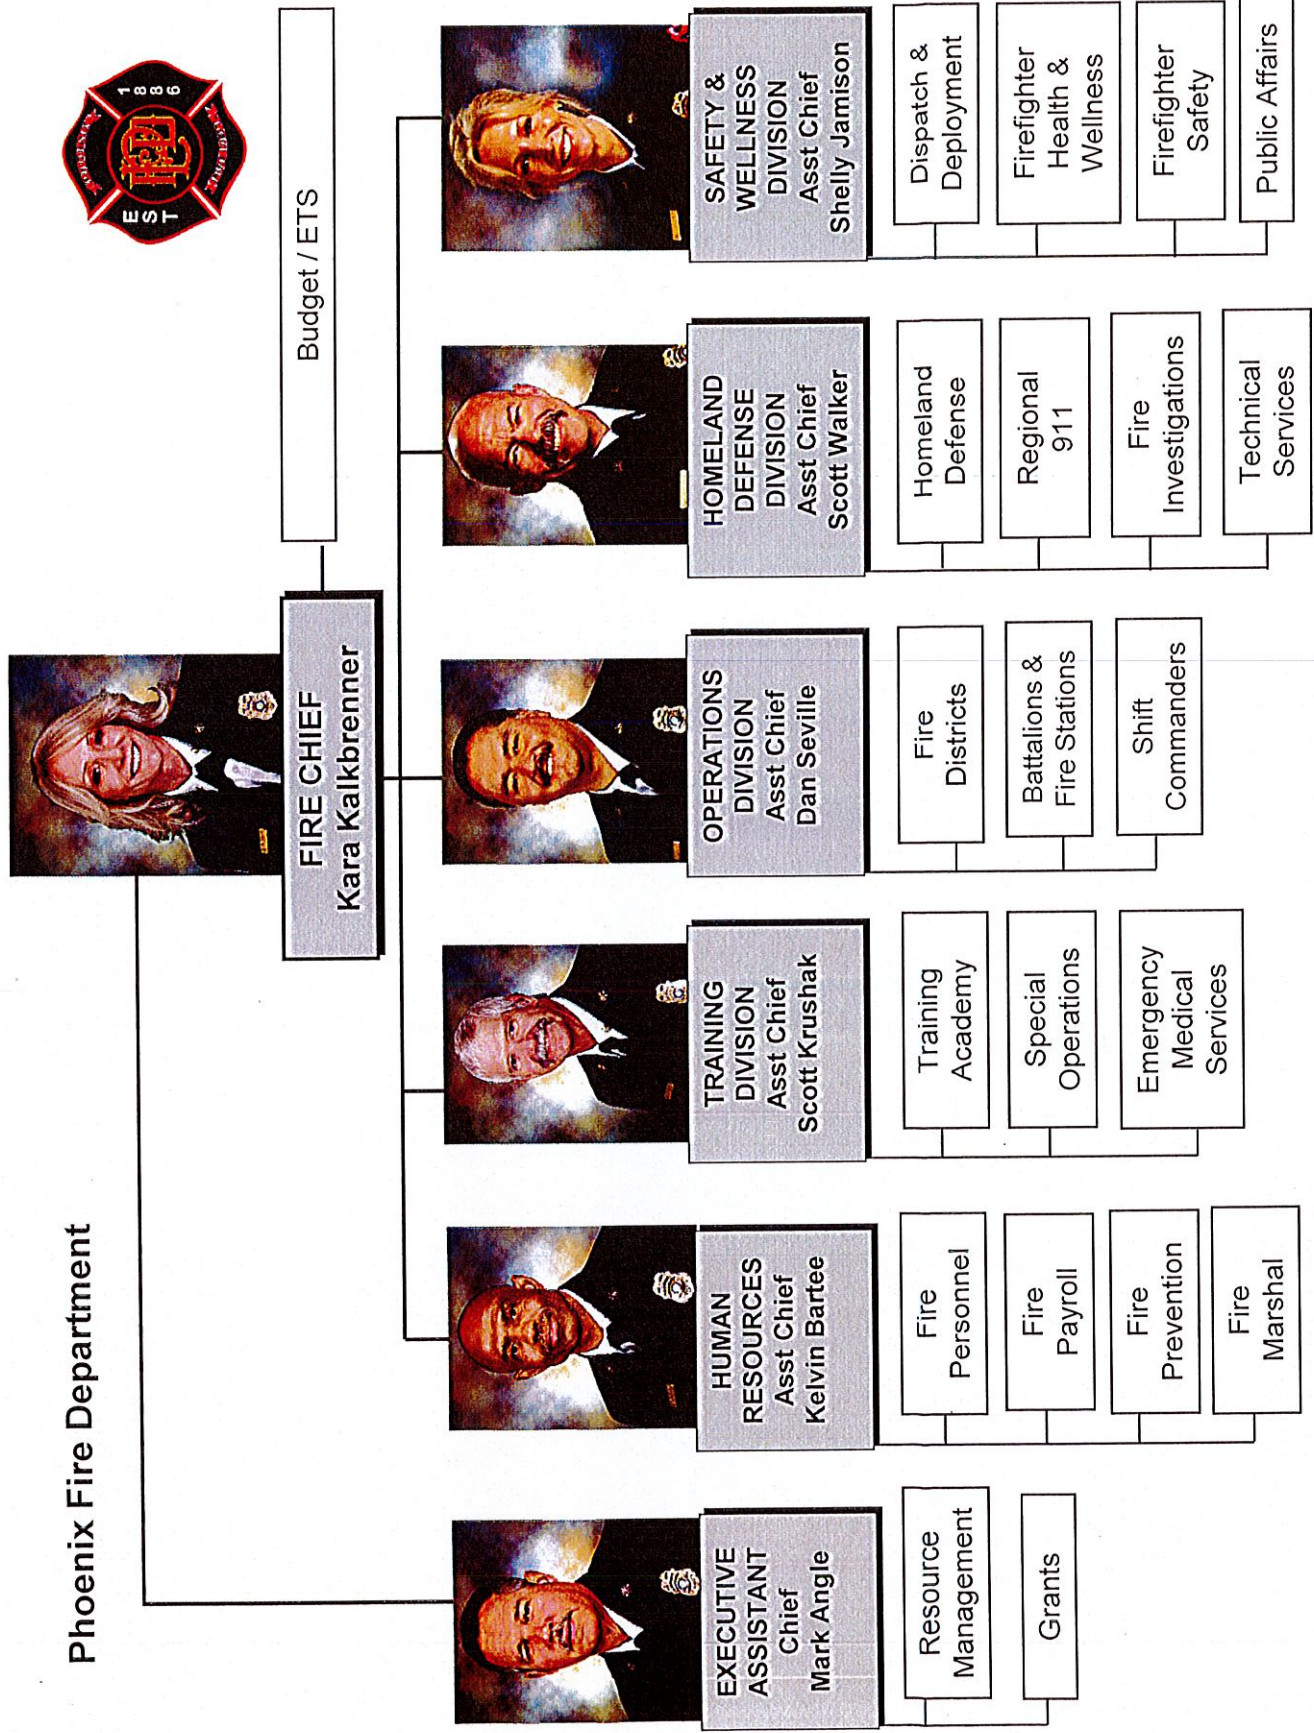 Phoenix Fire Department
EST
1886
FIRE CHIEF
Kara Kalkbrenner
Budget / ETS
EXECUTIVE
ASSISTANT
Chief
Mark Angle
Resource
Management
Grants
HUMAN
RESOURCES
Asst Chief
Kelvin Bartee
Fire
Personnel
Fire
Payroll
Fire
Prevention
Fire
Marshal
TRAINING
DIVISION
Asst Chief
Scott Krushak
Training
Academy
Special
Operations
Emergency
Medical
Services
OPERATIONS
DIVISION
Asst Chief
Dan Seville
Fire
Districts
Battalions &
Fire Stations
Shift
Commanders
HOMELAND
DEFENSE
DIVISION
Asst Chief
Scott Walker
Homeland
Defense
Regional
911
Fire
Investigations
Technical
Services
SAFETY &
WELLNESS
DIVISION
Asst Chief
Shelly Jamison
Dispatch &
Deployment
Firefighter
Health &
Wellness
Firefighter
Safety
Public Affairs